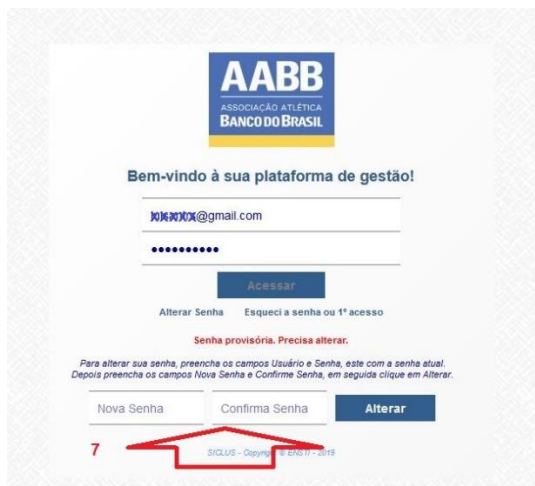 AABB
ASSOCIAÇÃO ATLÉTICA
BANCO DO BRASIL
Bem-vindo à sua plataforma de gestão!
@gmail.com
Acessar
Alterar Senha Esqueci a senha ou 1º acesso
Senha provisória. Precisa alterar.
Para alterar sua senha, preencha os campos Usuário e Senha, este com a senha atual.
Depois preencha os campos Nova Senha e Confirme Senha, em seguida clique em Alterar.
Nova Senha Confirma Senha Alterar
7
SICLUS - Copyright © ENSTI - 2019